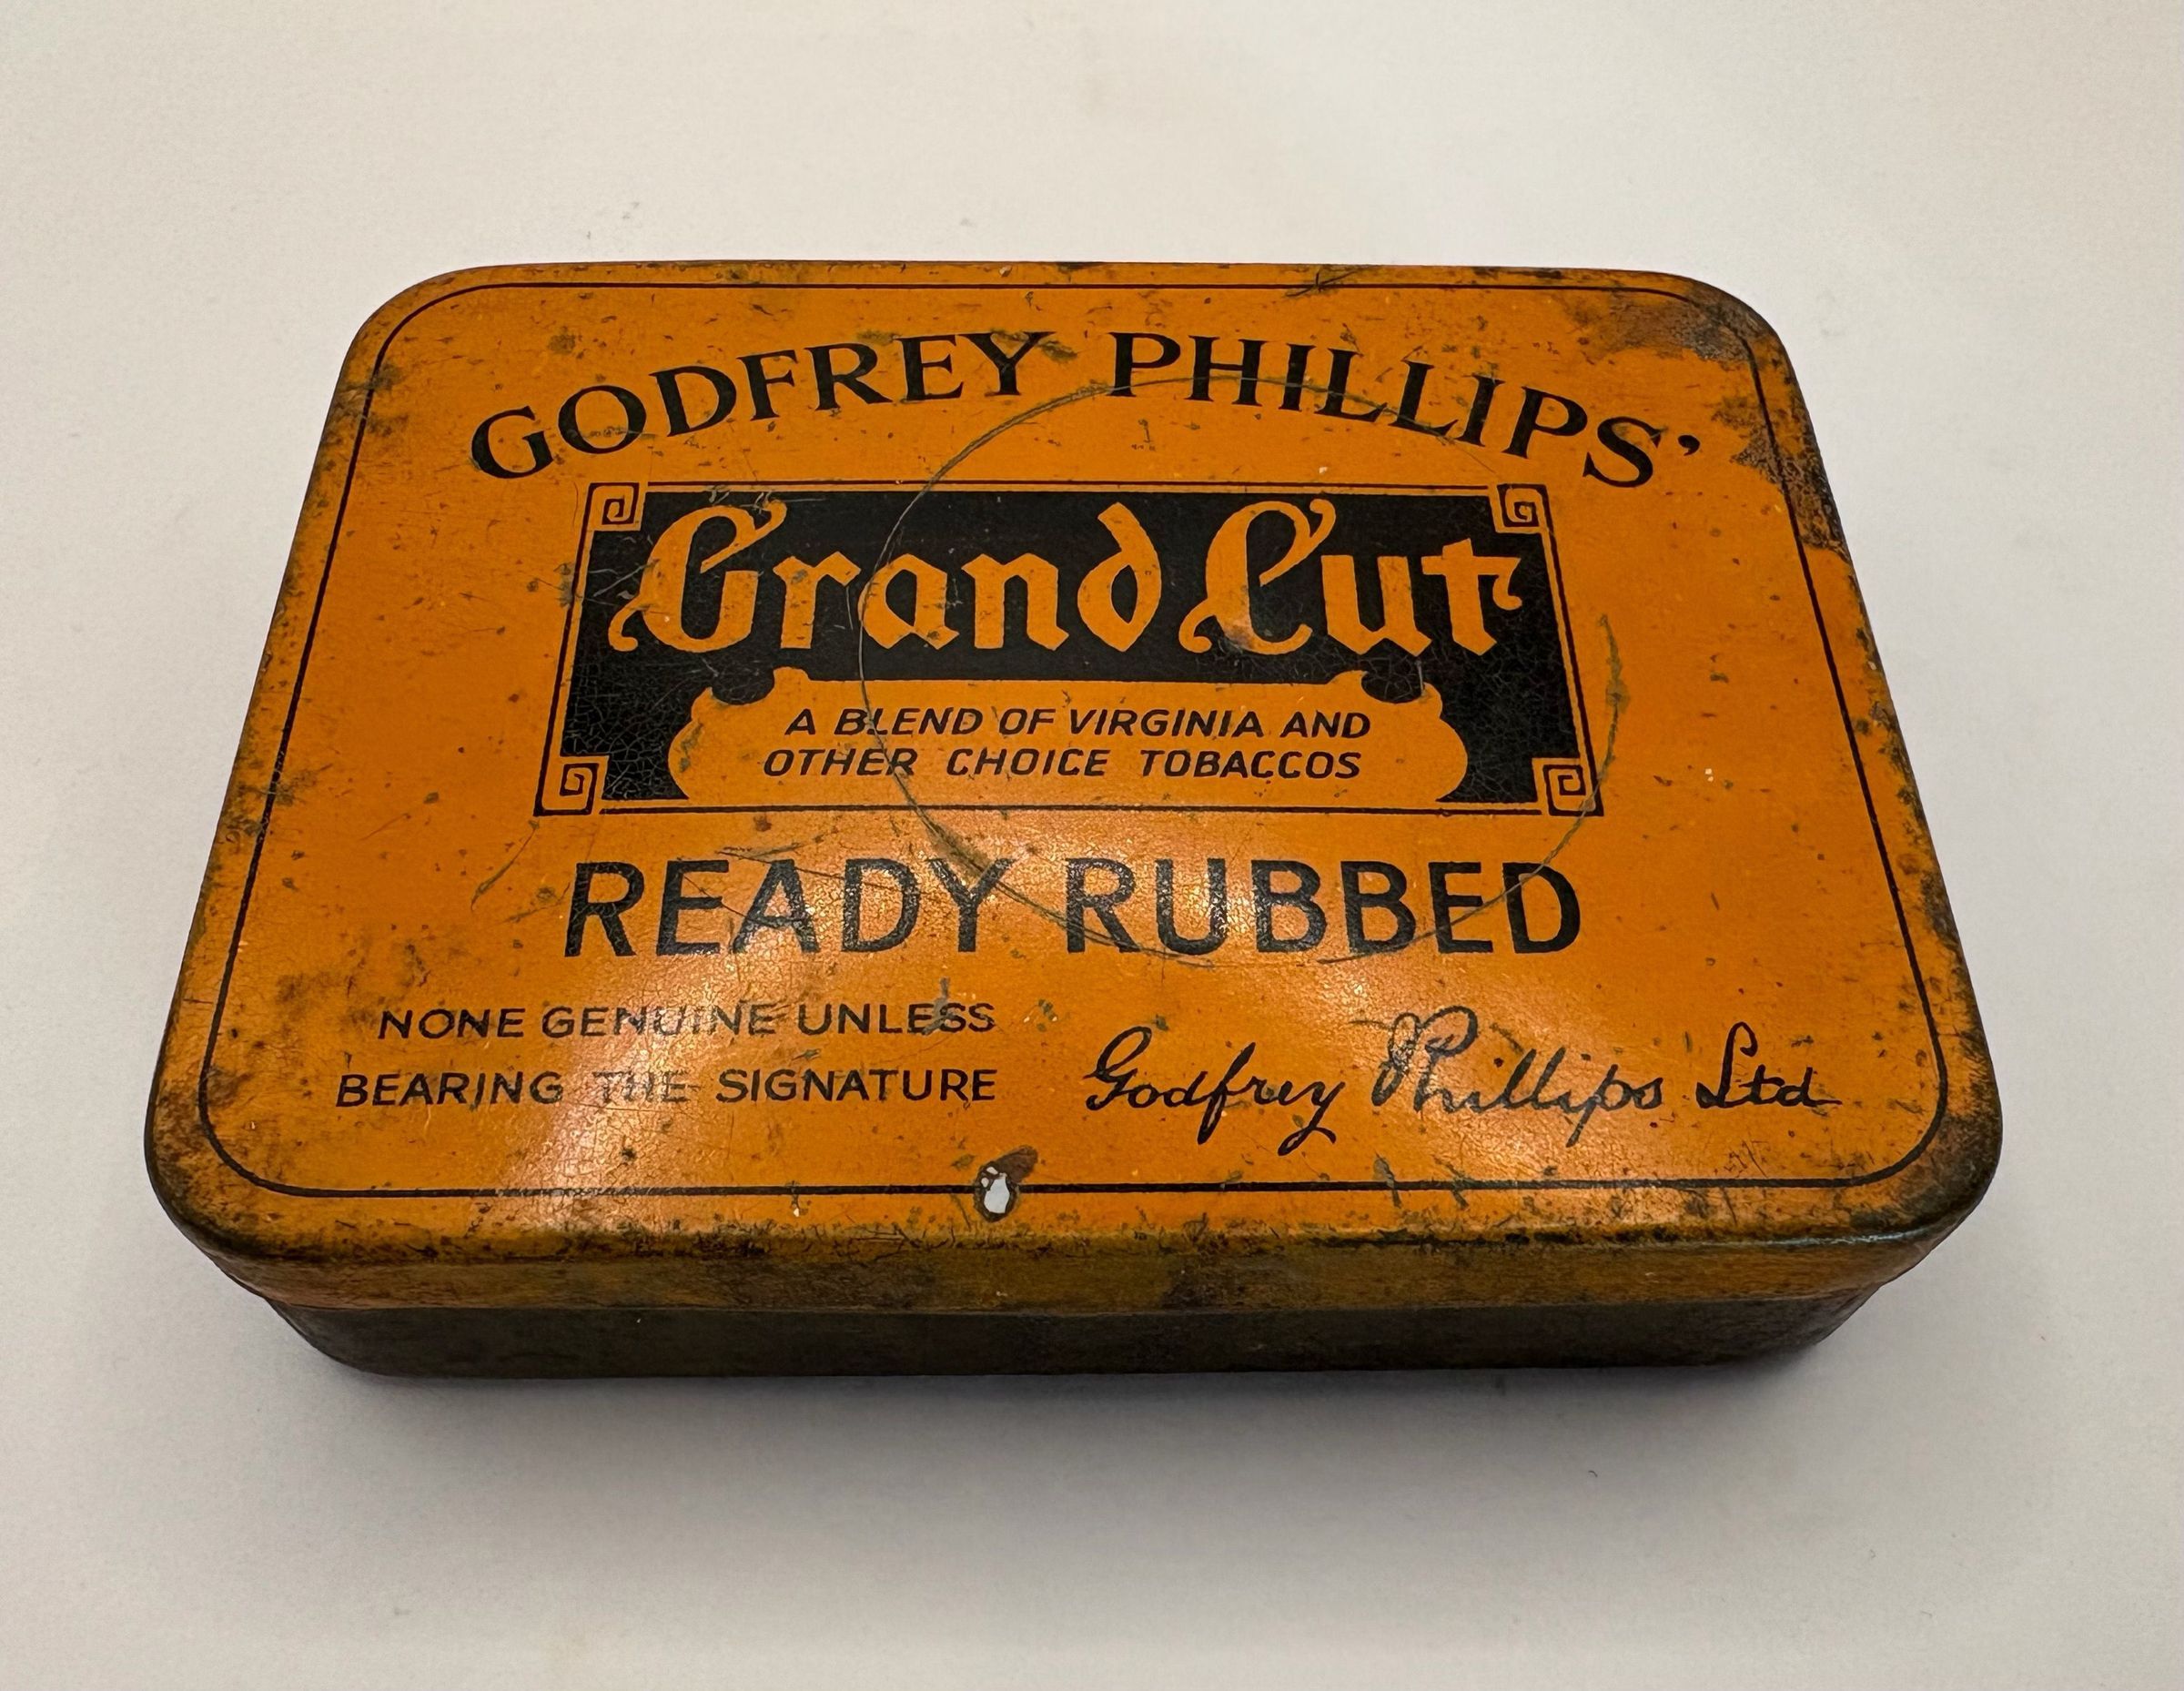 GODFREY PHILLIPS'
Grand Cut
A BLEND OF VIRGINIA AND
OTHER CHOICE TOBACCOS
READY RUBBED
NONE GENUINE UNLESS
BEARING THE SIGNATURE
Godfrey Phillips Ltd